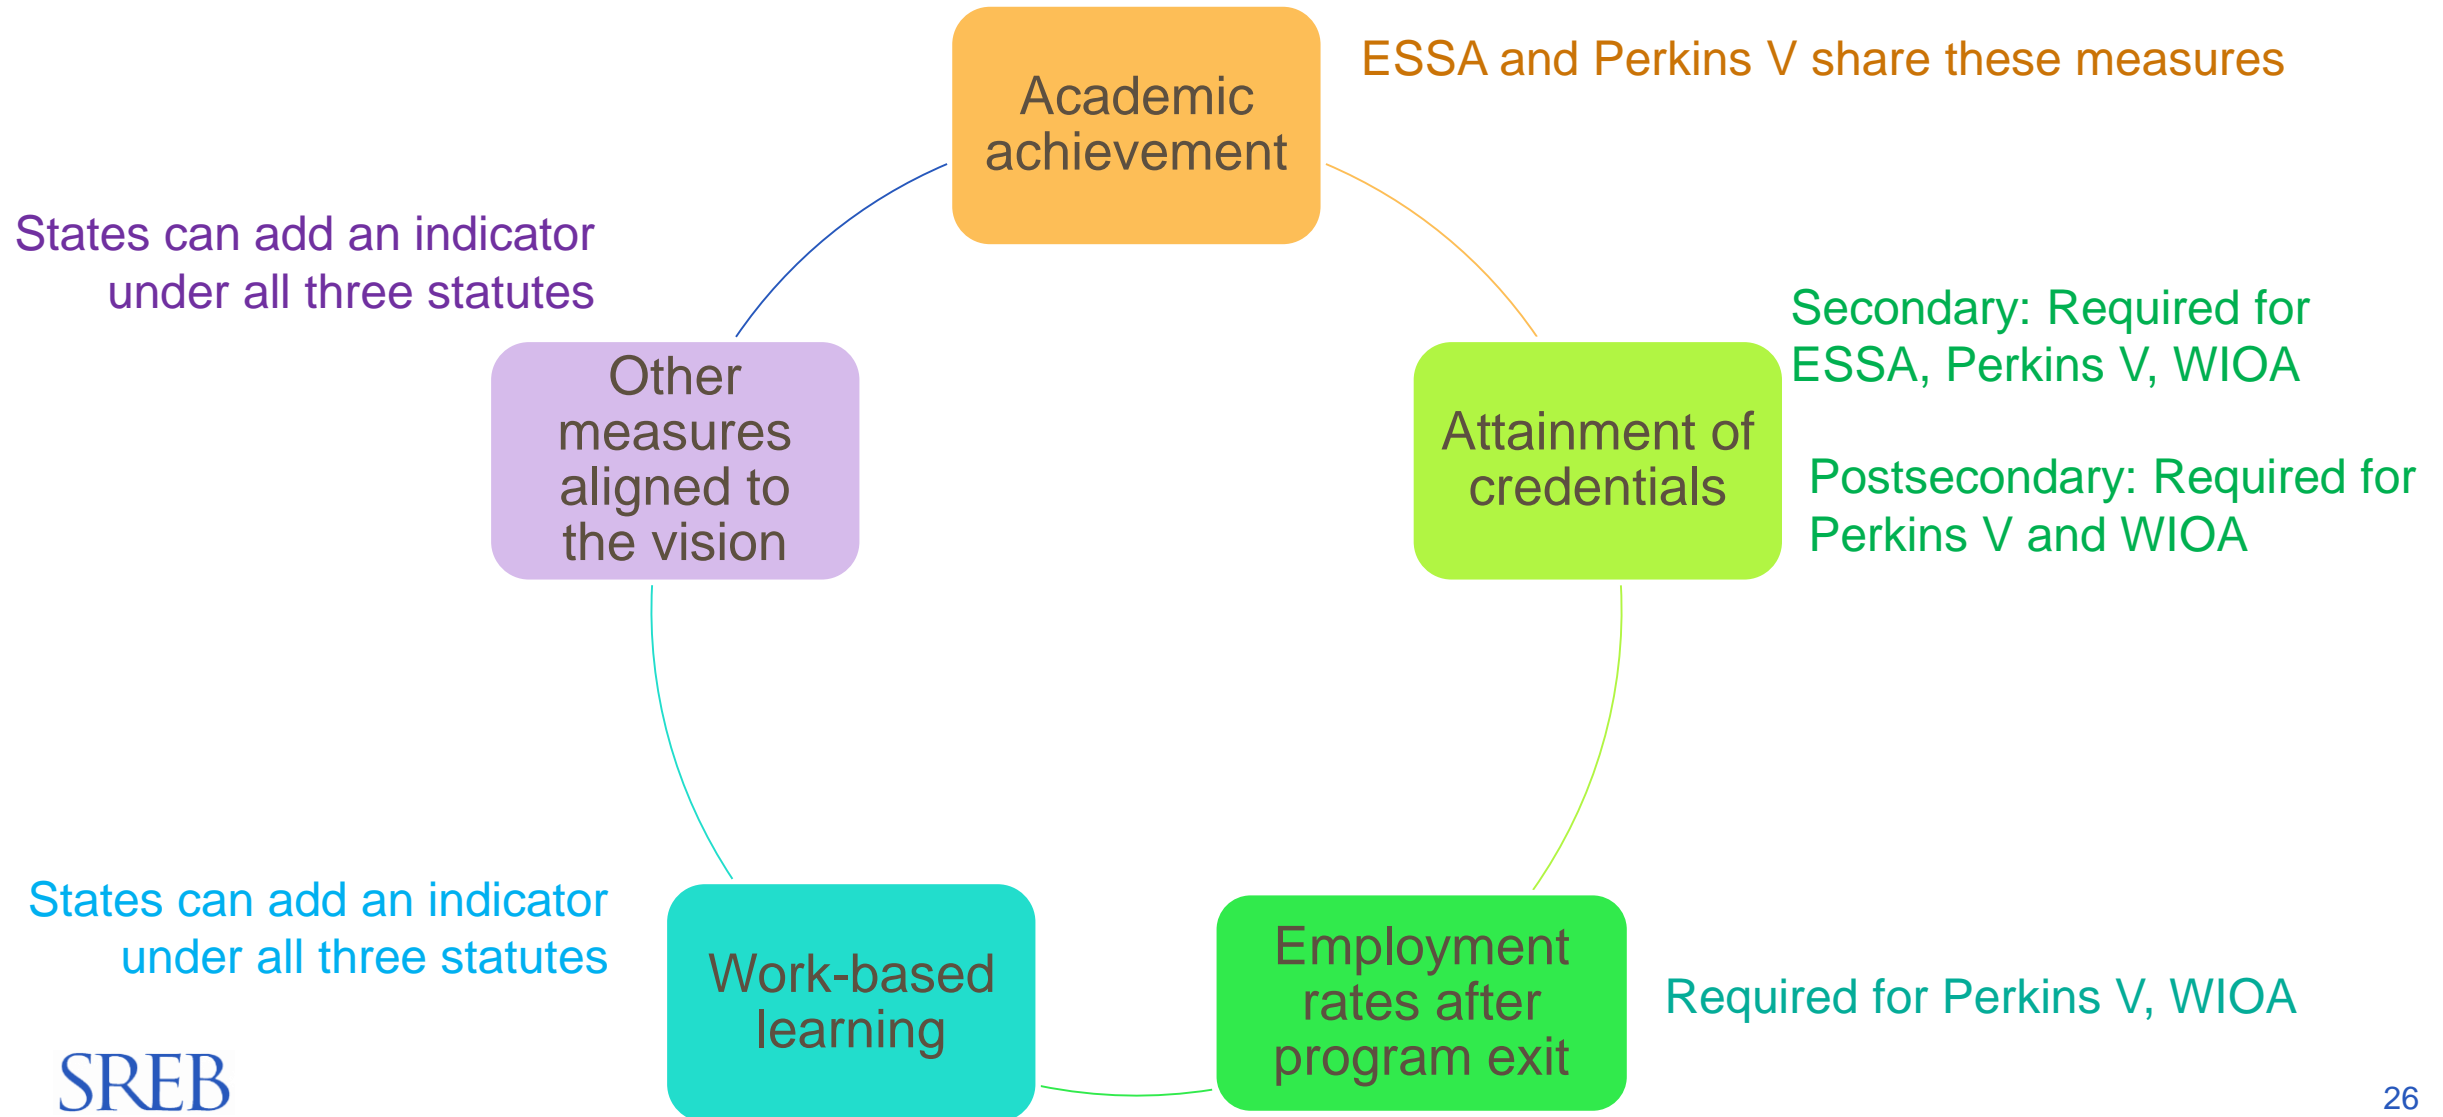 Academic
achievement
ESSA and Perkins V share these measures
States can add an indicator
under all three statutes
Secondary: Required for
ESSA, Perkins V, WIOA
Attainment of
credentials
Postsecondary: Required for
Perkins V and WIOA
Other
measures
aligned to
the vision
States can add an indicator
under all three statutes
Work-based
learning
Employment
rates after
program exit
Required for Perkins V, WIOA
SREB
26